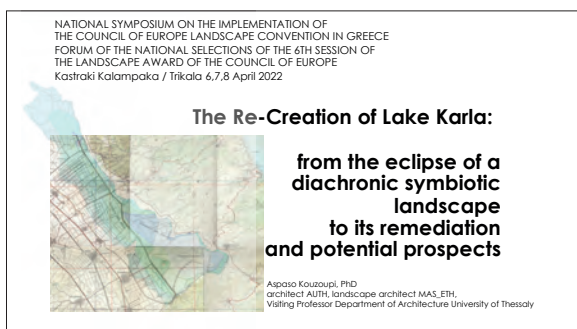 NATIONAL SYMPOSIUM ON THE IMPLEMENTATION OF
THE COUNCIL OF EUROPE LANDSCAPE CONVENTION IN GREECE
FORUM OF THE NATIONAL SELECTIONS OF THE 6TH SESSION OF
THE LANDSCAPE AWARD OF THE COUNCIL OF EUROPE
Kastraki Kalampaka / Trikala 6,7,8 April 2022
The Re-Creation of Lake Karla:
from the eclipse of a
diachronic symbiotic
landscape
to its remediation
and potential prospects
Aspaso Kouzoupi, PhD
architect AUTH, landscape architect MAS_ETH,
Visiting Professor Department of Architecture University of Thessaly